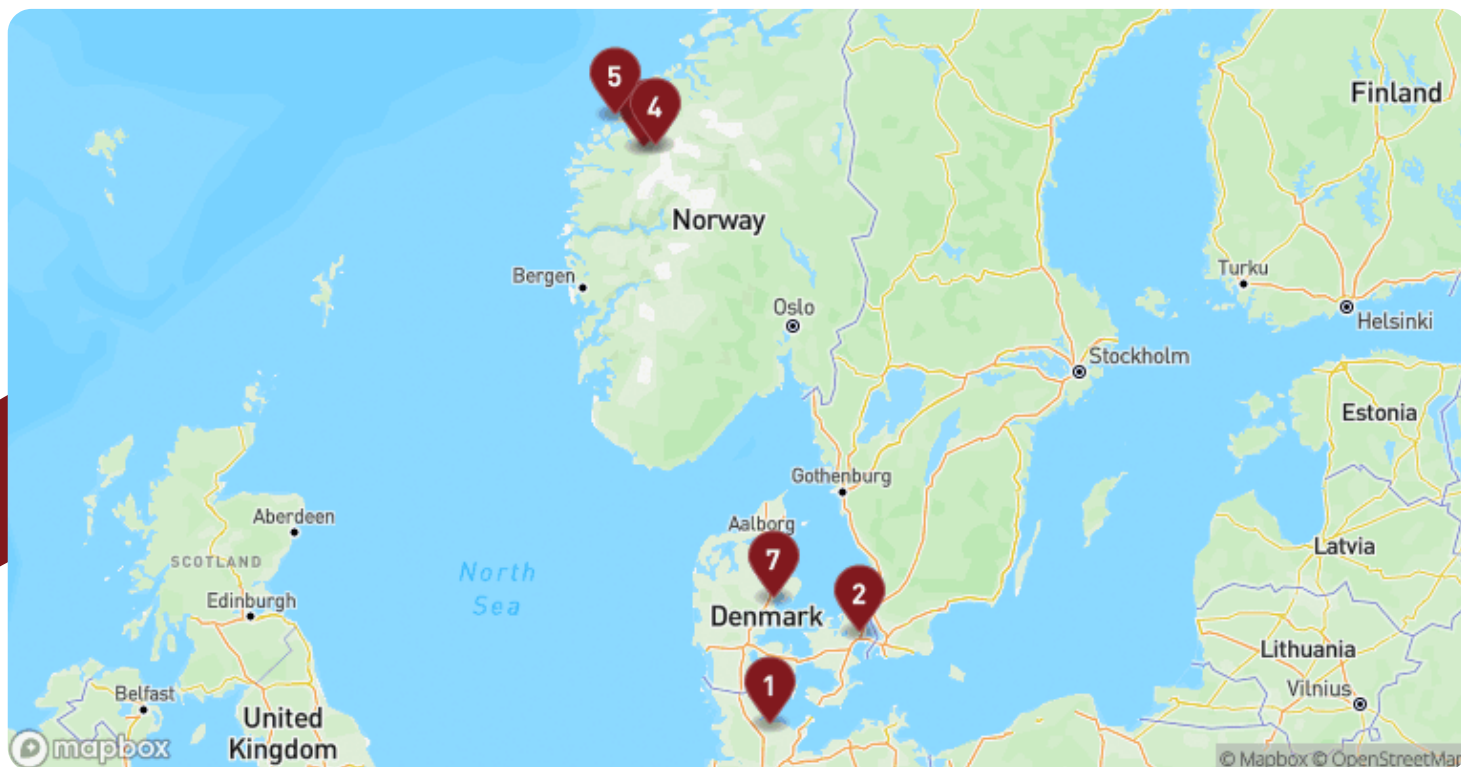 5
4
Finland
Norway
Bergen
Turku
Oslo
Helsinki
Stockholm
Estonia
Gothenburg
Aberdeen
Aalborg
SCOTLAND
Latvia
7
North
Sea
2
Edinburgh
Denmark
Lithuania
1
Belfast
Vilnius
United
Kingdom
mapbox
© Mapbox © OpenStreetMap